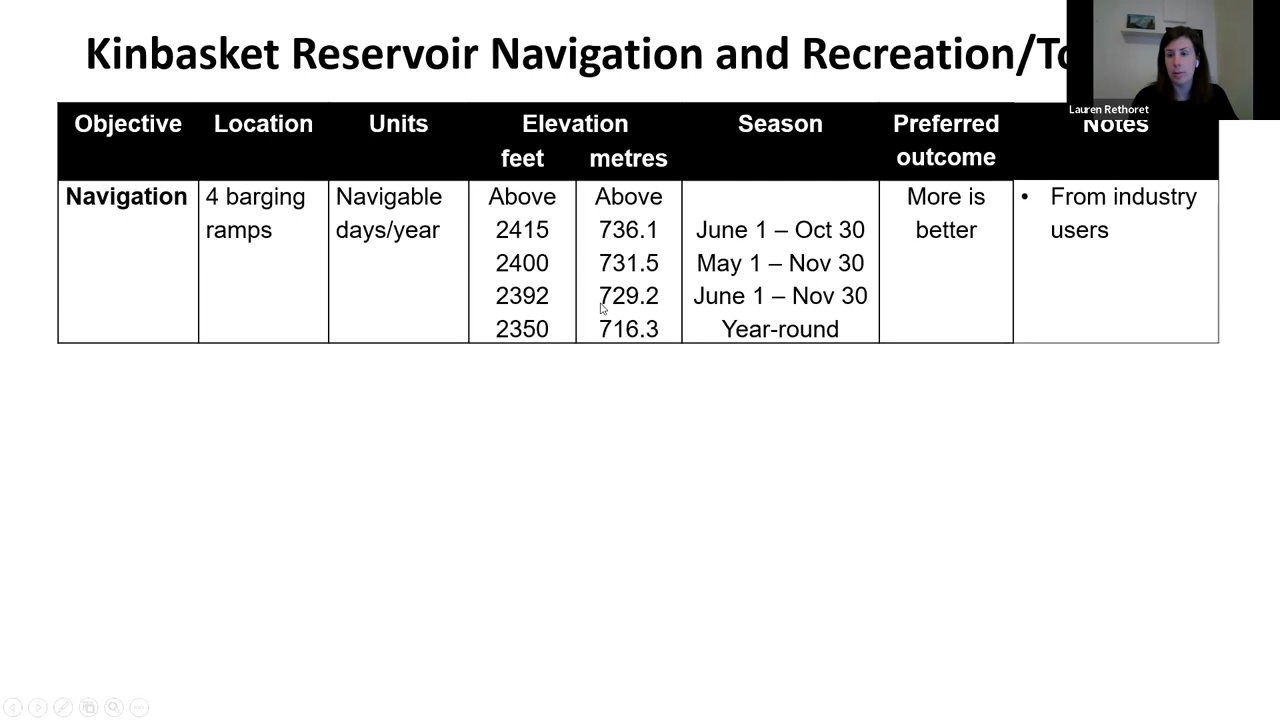 Kinbasket Reservoir Navigation and Recreation/To
Lauren Rethoret
Objective Location Units Elevation Season Preferred Notes
feet metres outcome
Navigation 4 barging Navigable Above Above More is • From industry
ramps days/year 2415 736.1 June 1 – Oct 30 better users
2400 731.5 May 1 – Nov 30
2392 729.2 June 1 – Nov 30
2350 716.3 Year-round